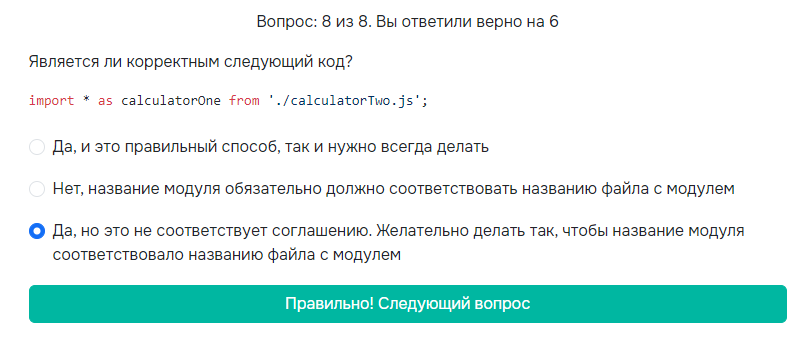 Вопрос: 8 из 8. Вы ответили верно на 6
Является ли корректным следующий код?
import * as calculatorOne from './calculatorTwo.js';
Да, и это правильный способ, так и нужно всегда делать
Нет, название модуля обязательно должно соответствовать названию файла с модулем
Да, но это не соответствует соглашению. Желательно делать так, чтобы название модуля
соответствовало названию файла с модулем
Правильно! Следующий вопрос